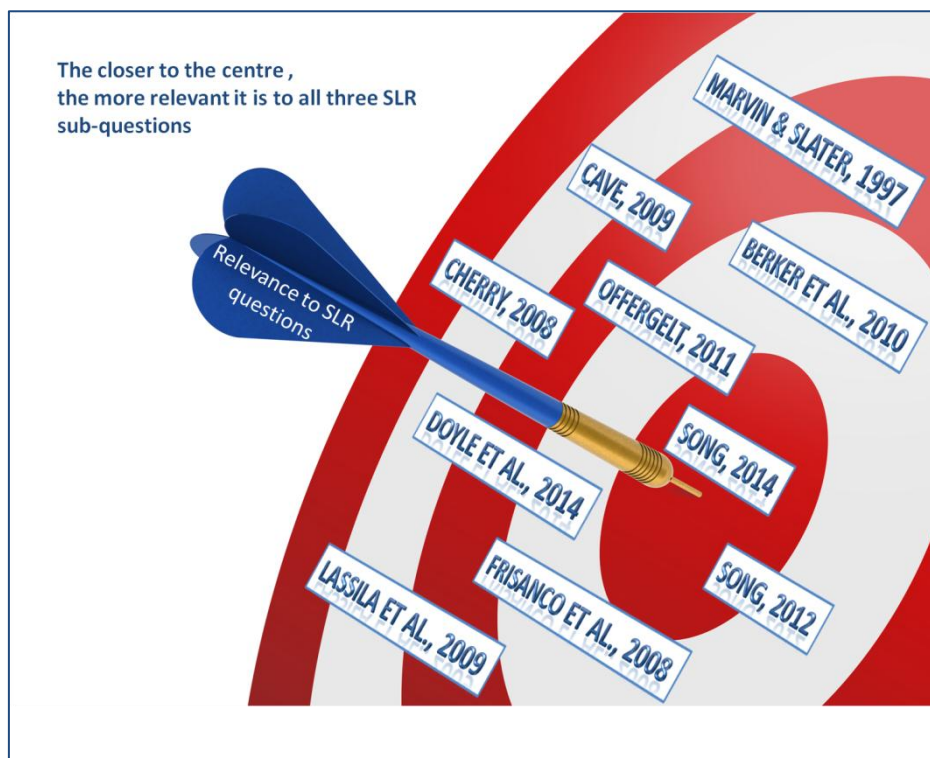 The closer to the centre ,
the more relevant it is to all three SLR
sub-questions
MARVIN & SLATER, 1997
CAVE, 2009
BERKER ET AL., 2010
CHERRY, 2008
OFFERGELT, 2011
Relevance to SLR
questions
DOYLE ET AL., 2014
SONG, 2014
LASSILA ET AL., 2009
FRISANCO ET AL., 2008
SONG, 2012